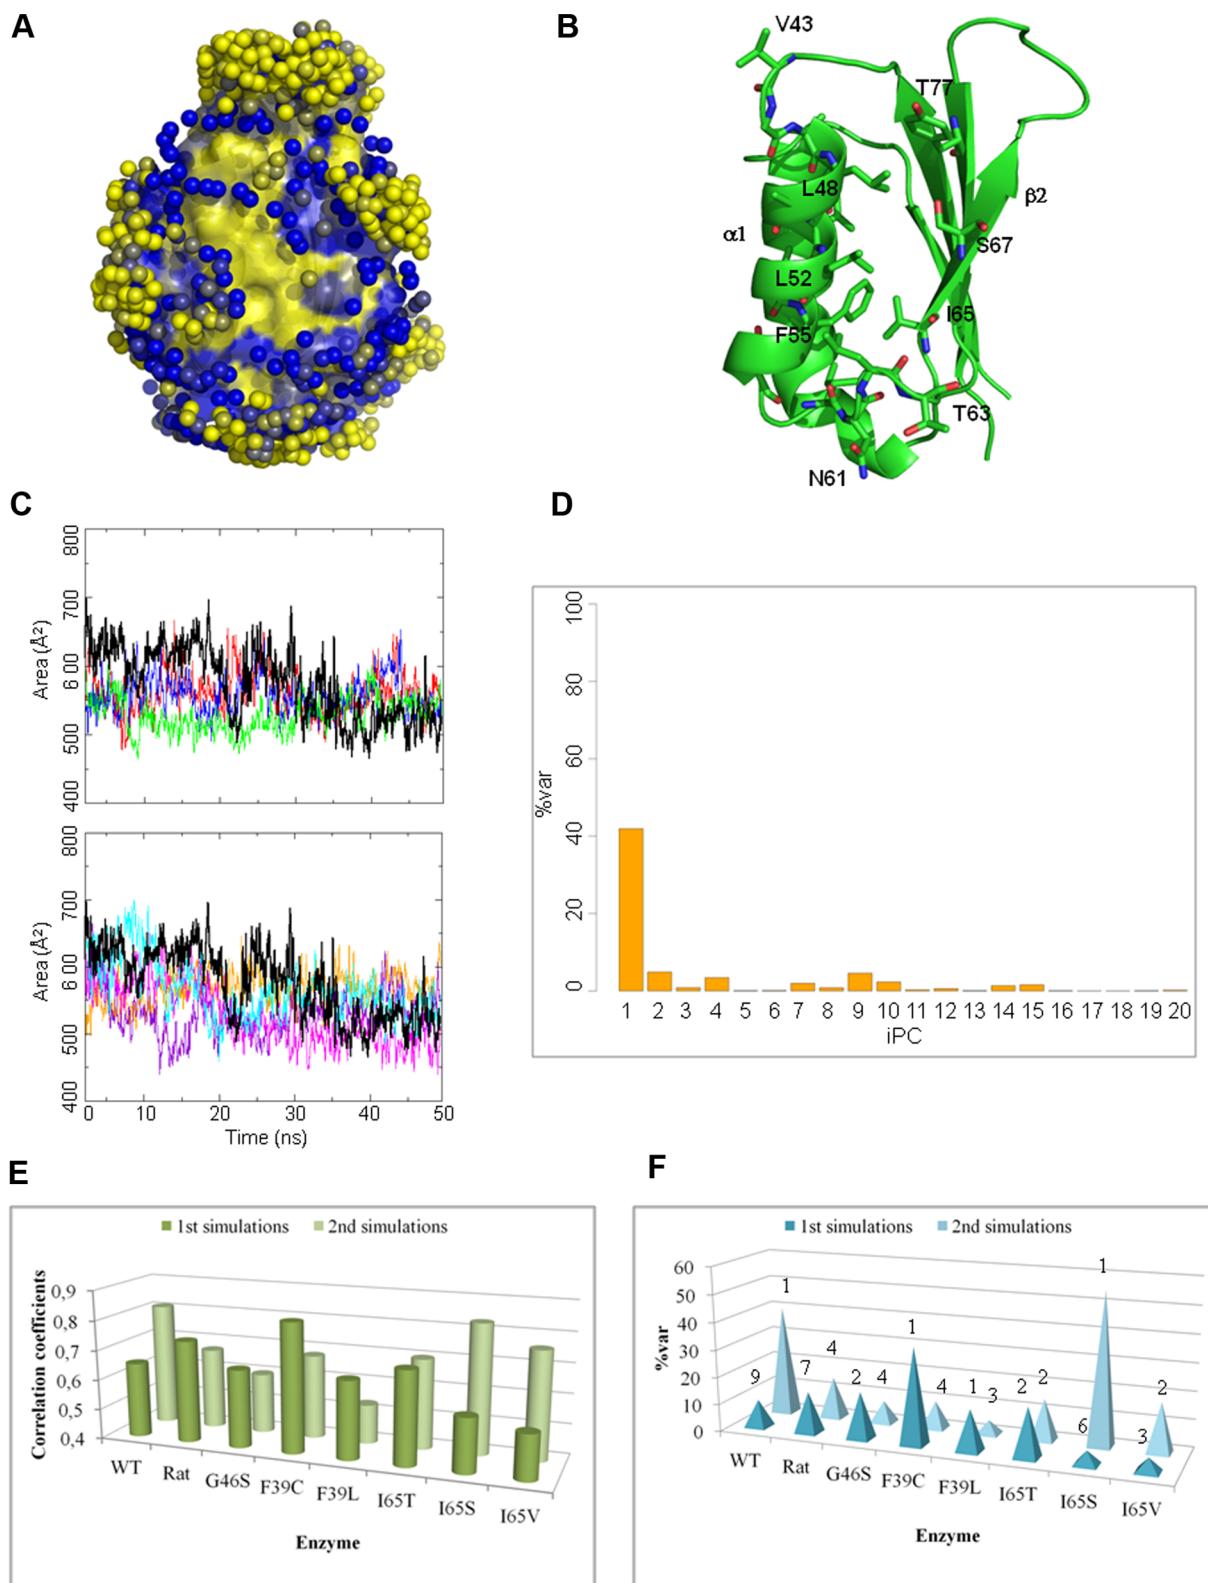 A
B
V43
T77
L48
β2
α1
S67
L52
I65
F55
T63
N61
C
D
800
700
600
500
400
Area (Å²)
800
700
600
500
400
Area (Å²)
0 10 20 30 40 50
Time (ns)
100
80
60
40
20
0
%var
1 2 3 4 5 6 7 8 9 10 11 12 13 14 15 16 17 18 19 20
iPC
E
F
1st simulations 2nd simulations
0,9
0,8
0,7
0,6
0,5
0,4
Correlation coefficients
WT Rat G46S F39C F39L I65T I65S I65V
Enzyme
1st simulations 2nd simulations
60
50
40
30
20
10
0
%var
9 1 7 4 2 4 1 4 1 3 2 2 6 1 3 2
WT Rat G46S F39C F39L I65T I65S I65V
Enzyme